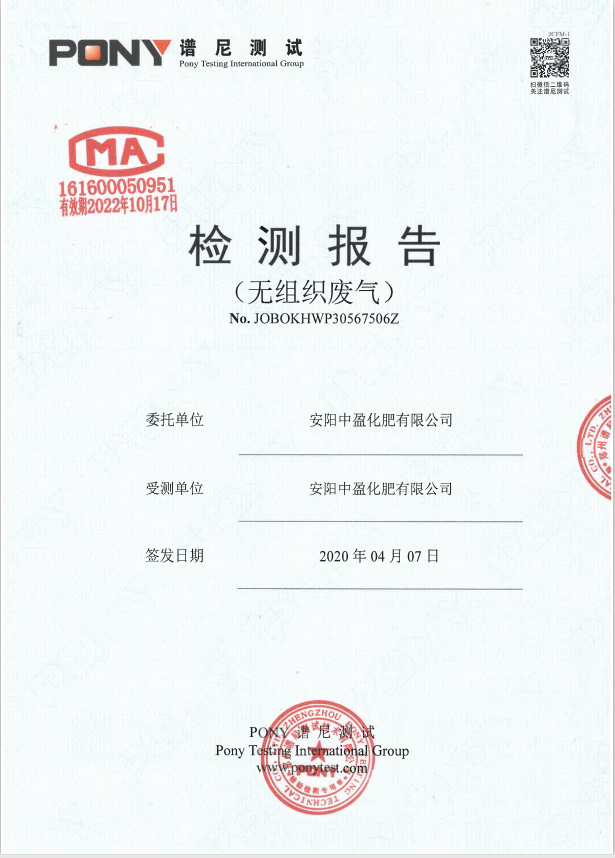 PONY 谱尼测试
Pony Testing International Group
JCFM-1
扫微信二维码
关注谱尼测试
MA
161600050951
有效期2022年10月17日
检测报告
（无组织废气）
No. JOBOKHWP30567506Z
委托单位 安阳中盈化肥有限公司
受测单位 安阳中盈化肥有限公司
签发日期 2020 年 04 月 07 日
PONY 谱尼测试
Pony Testing International Group
www.ponytest.com